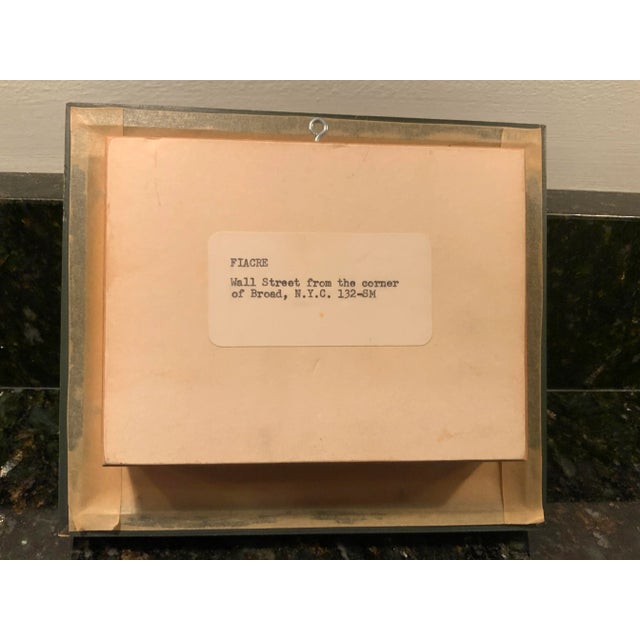 FIACRE
Wall Street from the corner
of Broad, N.Y.C. 132-SM